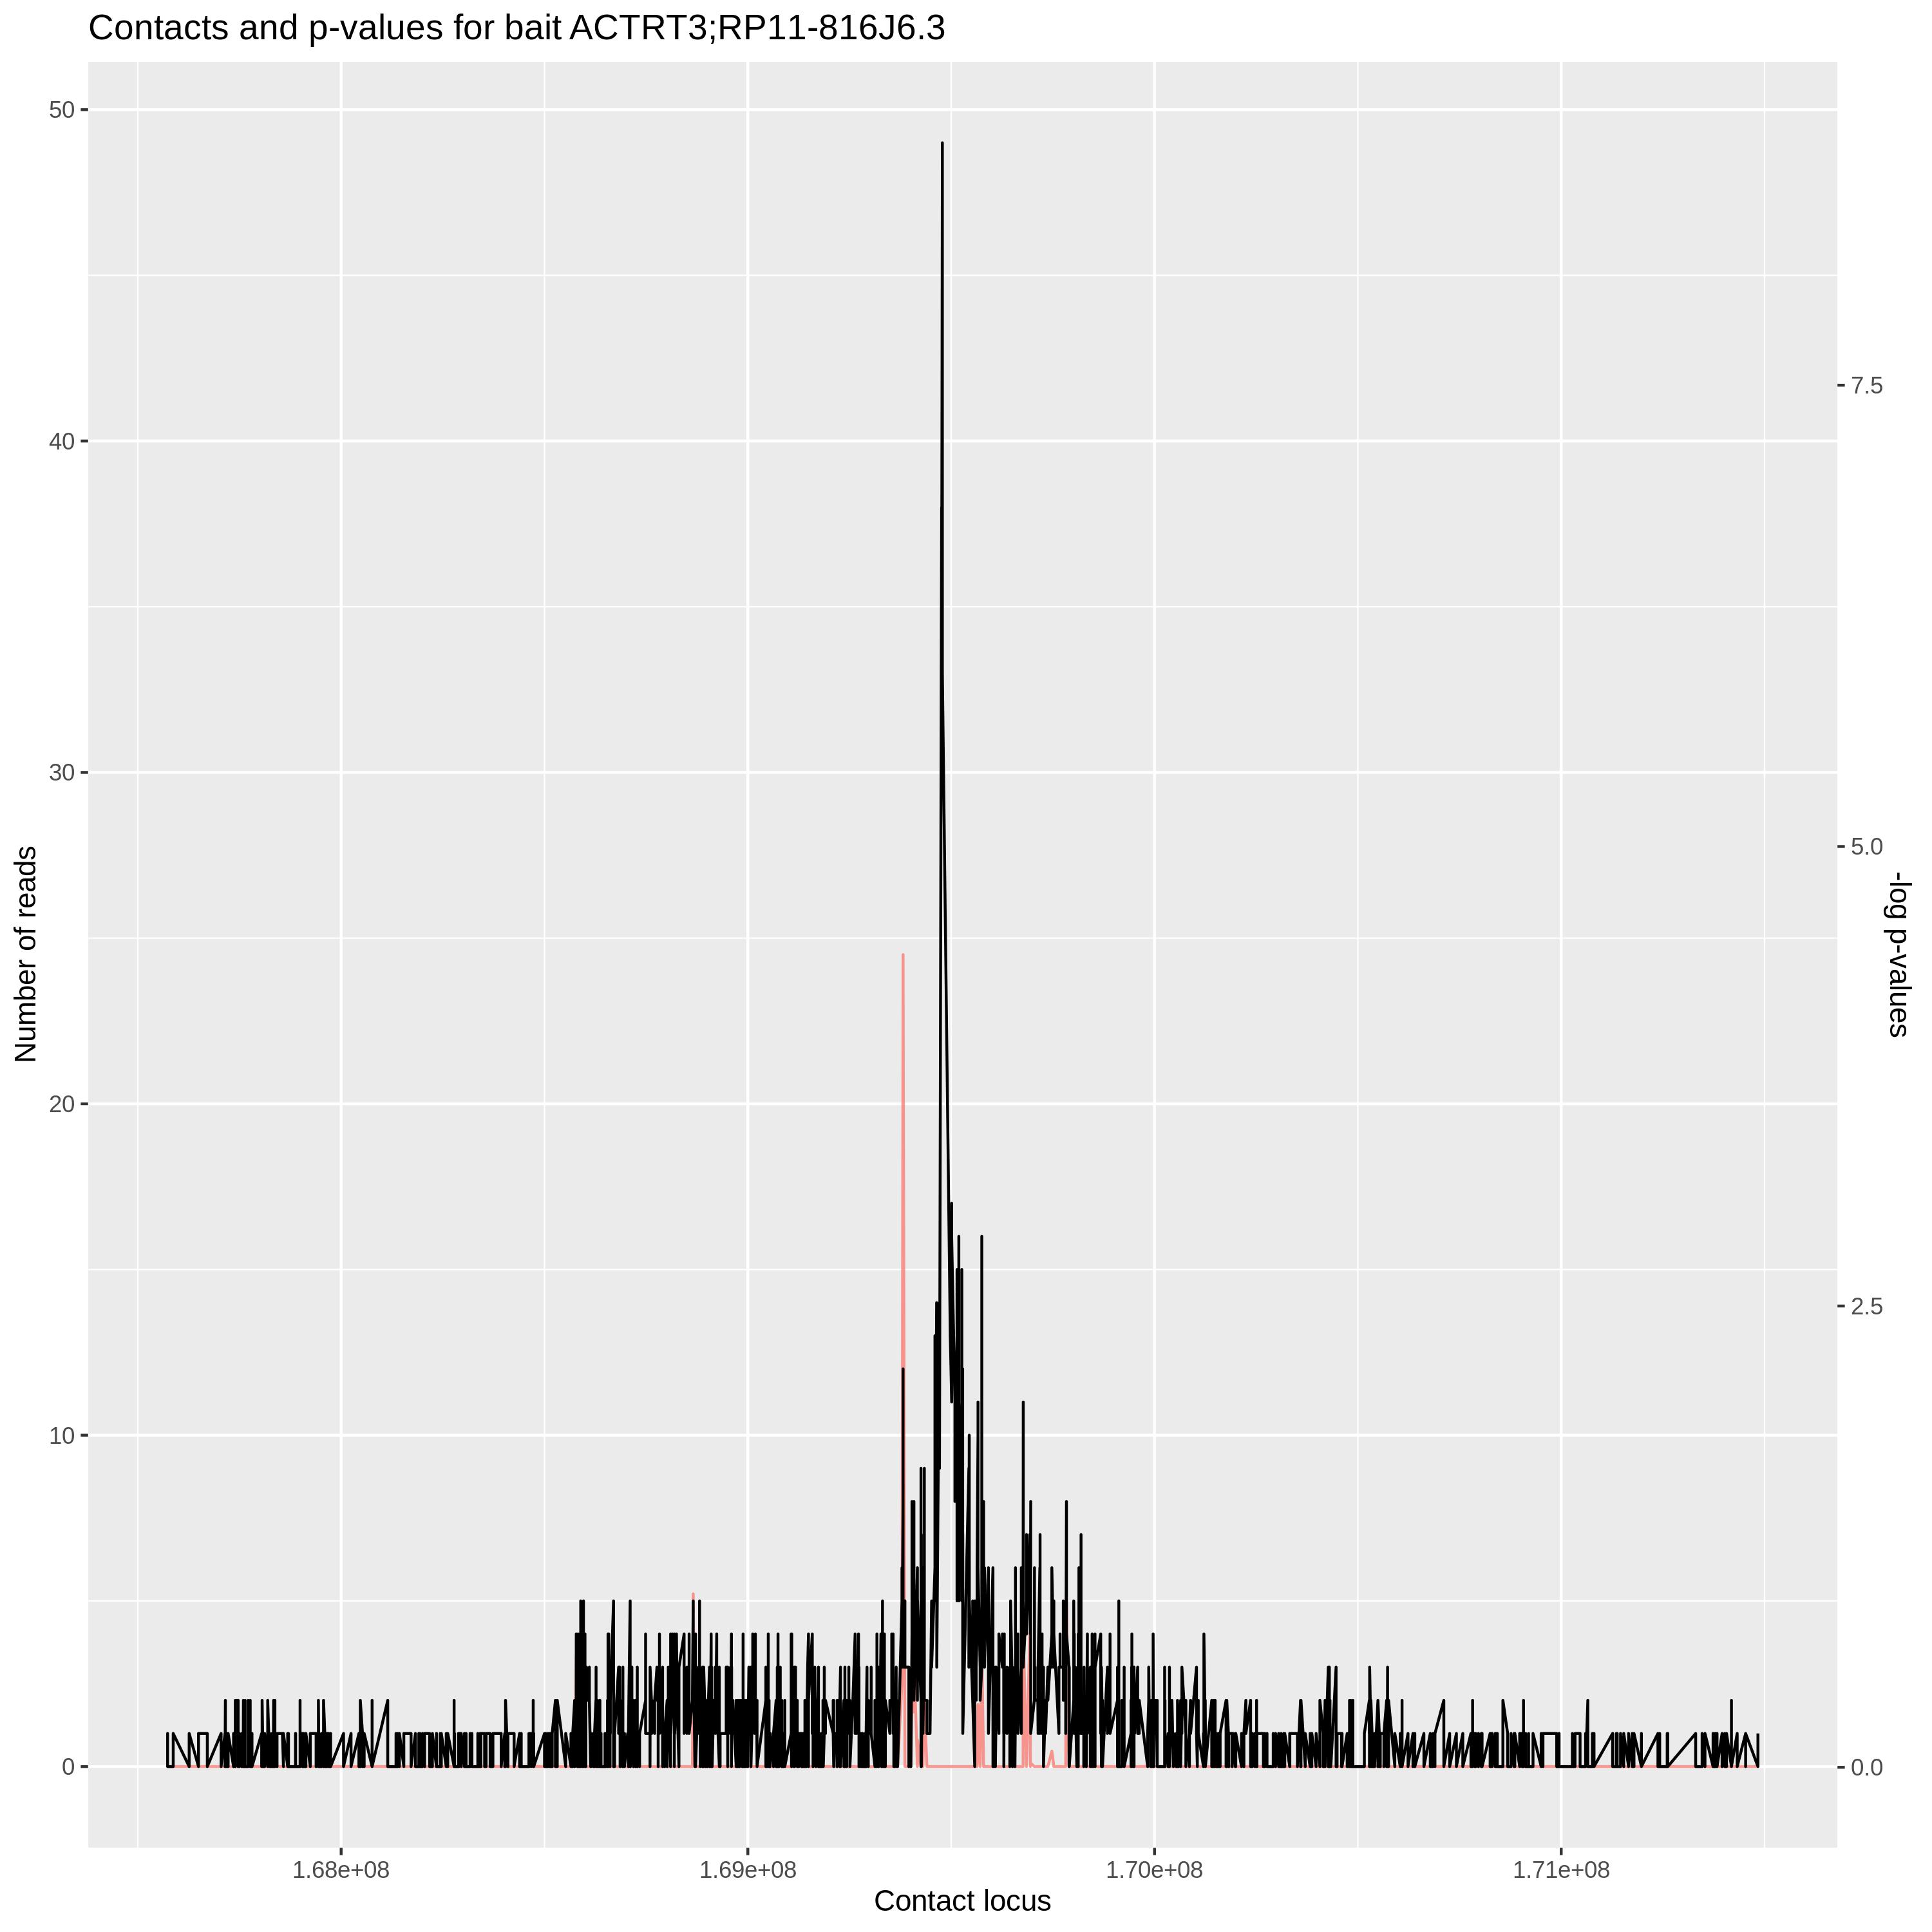 Contacts and p-values for bait ACTRT3;RP11-816J6.3
50
40
30
20
10
0
Number of reads
7.5
5.0
2.5
0.0
-log p-values
1.68e+08
1.69e+08
1.70e+08
1.71e+08
Contact locus